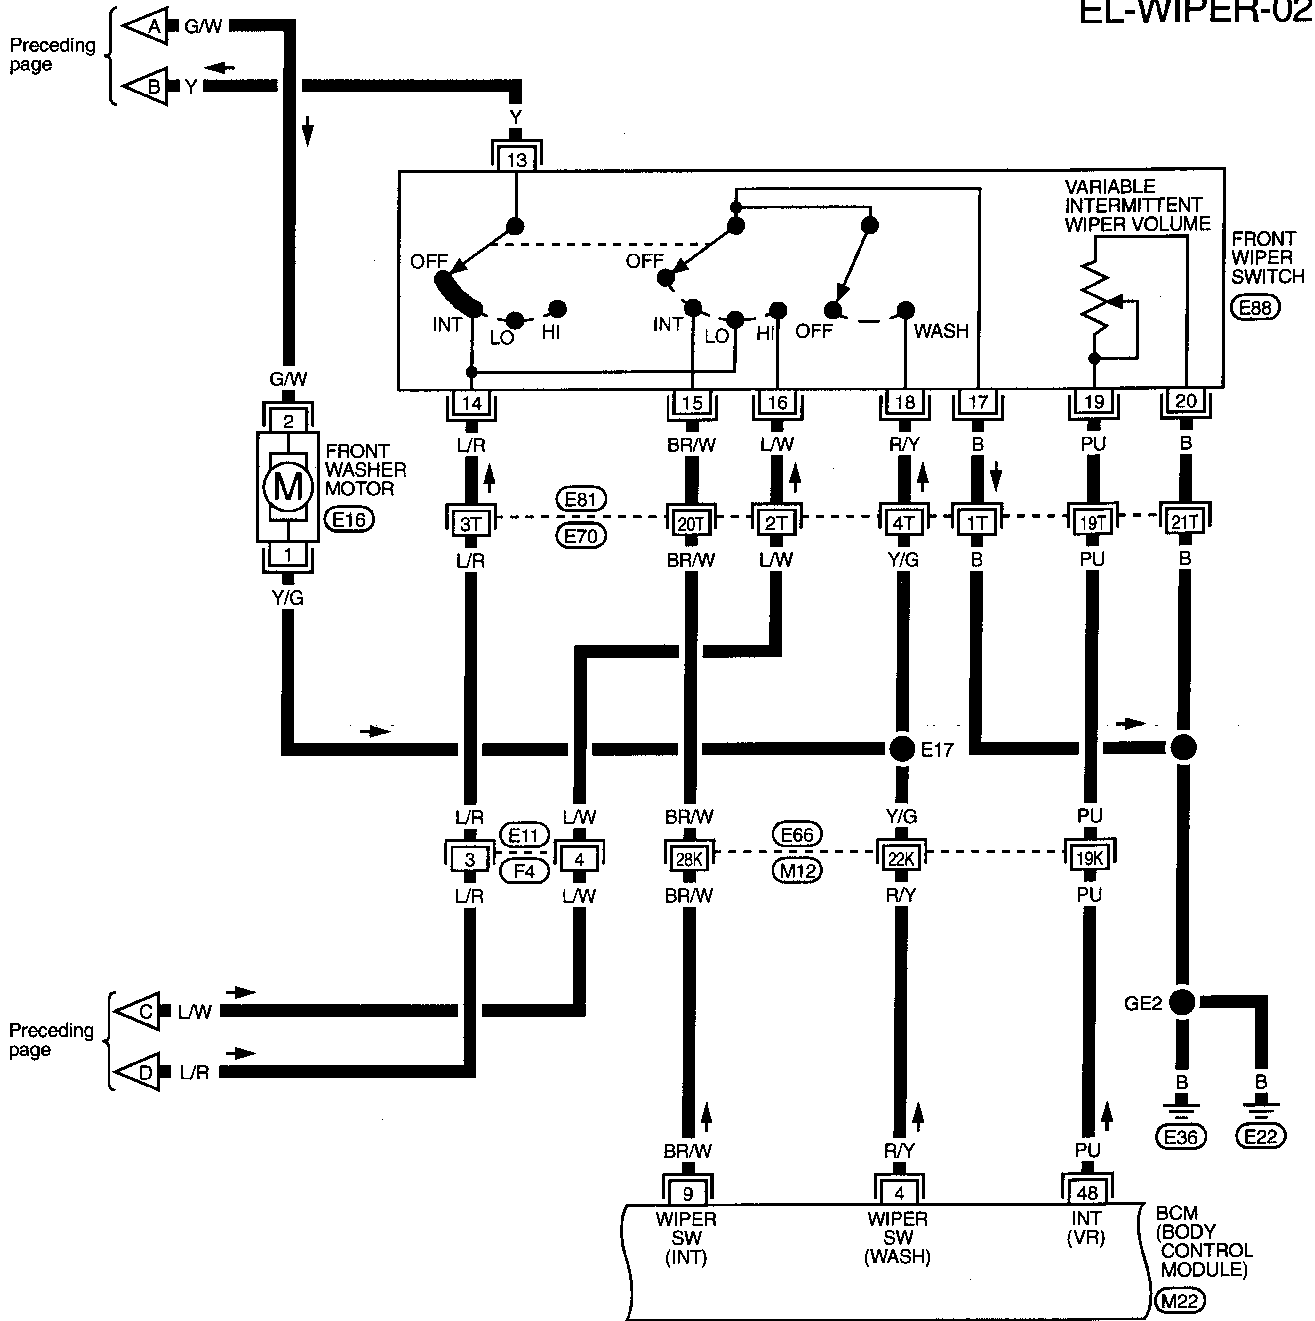 EL-WIPER-02
Preceding
page
A
G/W
B
Y
Y
13
VARIABLE
INTERMITTENT
WIPER VOLUME
FRONT
WIPER
SWITCH
E88
OFF
INT
LO
HI
OFF
INT
LO
HI
OFF
WASH
G/W
2
M
FRONT
WASHER
MOTOR
E16
1
Y/G
14
15
16
18
17
19
20
L/R
BR/W
L/W
R/Y
B
PU
B
3T
E81
E70
20T
2T
4T
1T
19T
21T
L/R
BR/W
L/W
Y/G
B
PU
B
E17
L/R
L/W
BR/W
Y/G
PU
3
E11
F4
4
28K
E66
M12
22K
19K
L/R
L/W
BR/W
R/Y
PU
Preceding
page
C
L/W
D
L/R
GE2
B
B
E36
E22
BR/W
R/Y
PU
9
4
48
WIPER
SW
(INT)
WIPER
SW
(WASH)
INT
(VR)
BCM
(BODY
CONTROL
MODULE)
M22